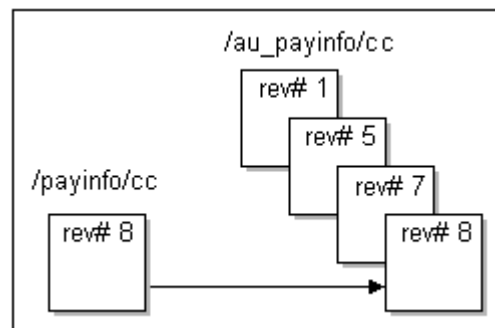 /au_payinfo/cc
rev# 1
rev# 5
rev# 7
rev# 8
/payinfo/cc
rev# 8